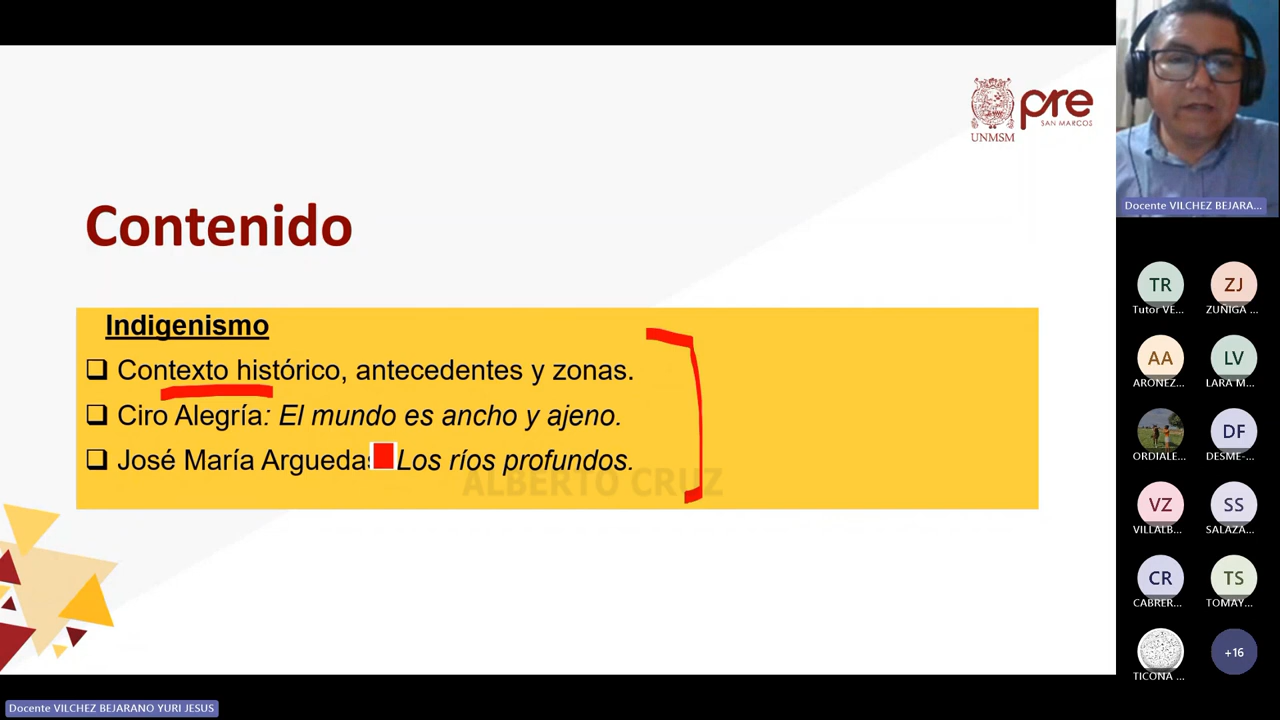 UNMSM
pre
SAN MARCOS
Contenido
Indigenismo
Contexto histórico, antecedentes y zonas.
Ciro Alegría: El mundo es ancho y ajeno.
José María Arguedas Los ríos profundos.
ALBERTO CRUZ
Docente VILCHEZ BEJARA...
TR
ZJ
Tutor VE...
ZUÑIGA ...
AA
LV
ARONEZ...
LARA M...
DF
ORDIALE...
DESME-...
VZ
SS
VILLALB...
SALAZA...
CR
TS
CABRER...
TOMAY...
+16
TICONA ...
Docente VILCHEZ BEJARANO YURI JESUS